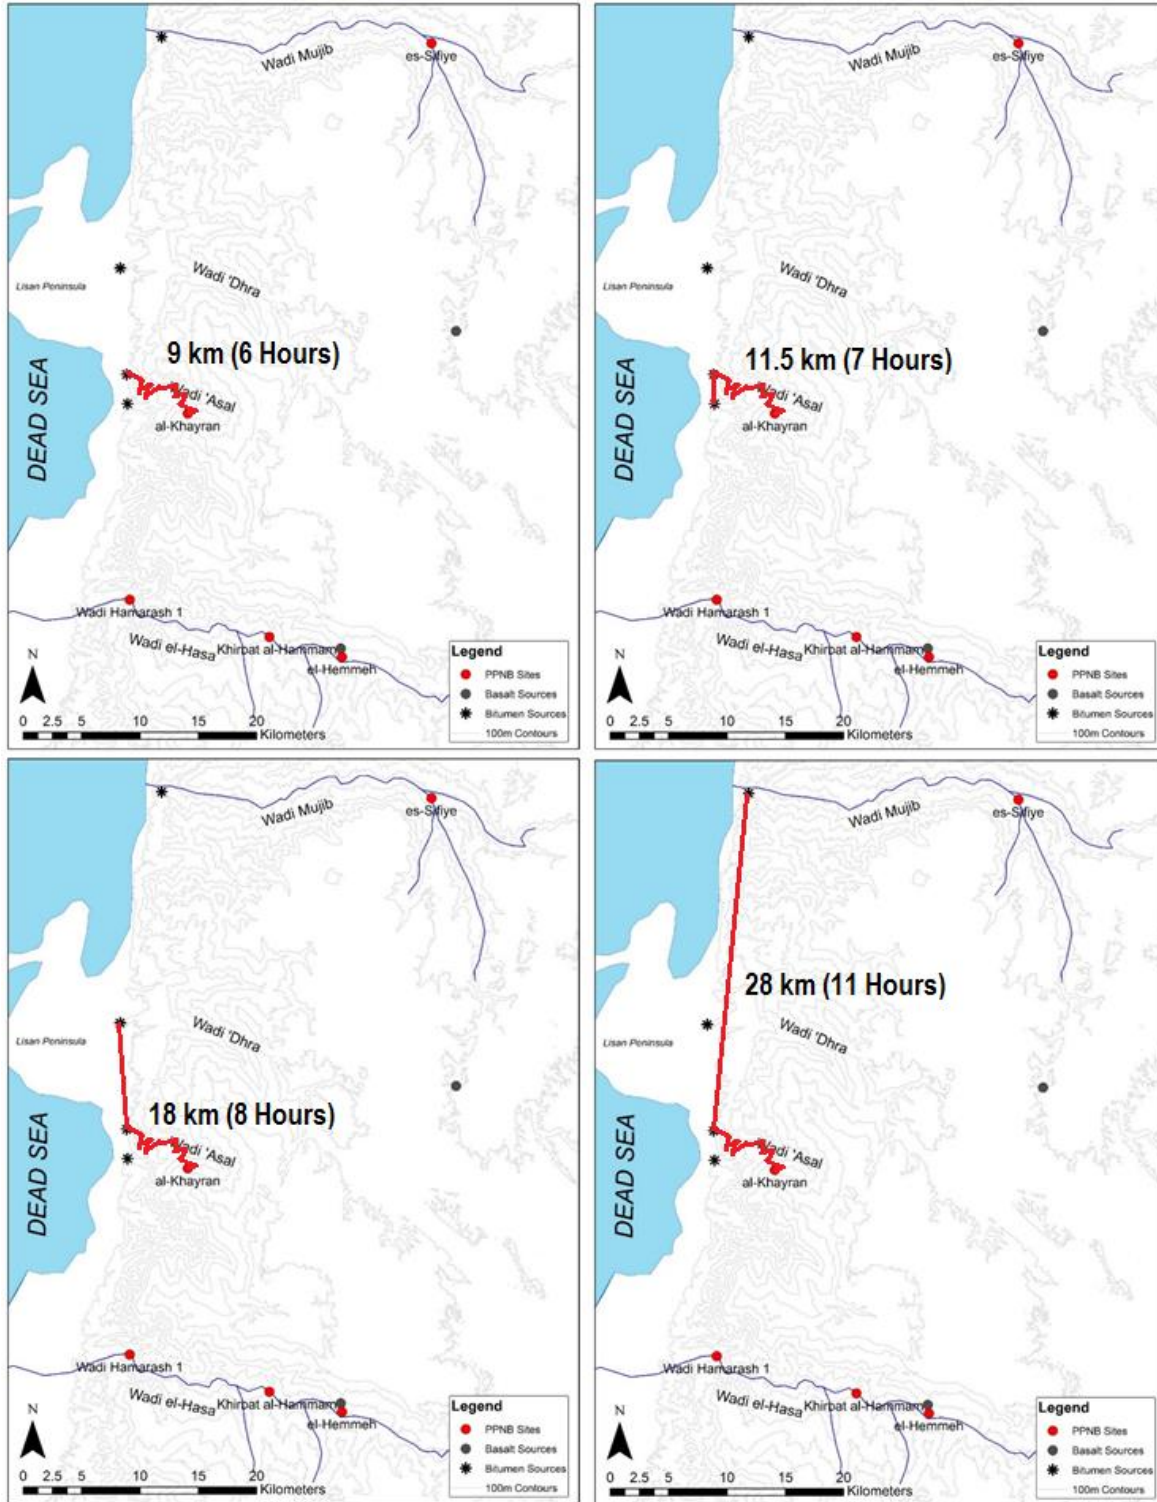 Wadi Mujib
es-Sifiye
Wadi 'Dhra
Lisan Peninsula
9 km (6 Hours)
DEAD SEA
Wadi 'Asal
al-Khayran
Wadi Hamarash 1
Wadi el-Hasa
Khirbat al-Hammam
el-Hemmeh
N
0 2.5 5 10 15 20
Kilometers
Legend
PPNB Sites
Basalt Sources
Bitumen Sources
100m Contours
Wadi Mujib
es-Sifiye
Wadi 'Dhra
Lisan Peninsula
11.5 km (7 Hours)
DEAD SEA
Wadi 'Asal
al-Khayran
Wadi Hamarash 1
Wadi el-Hasa
Khirbat al-Hammam
el-Hemmeh
N
0 2.5 5 10 15 20
Kilometers
Legend
PPNB Sites
Basalt Sources
Bitumen Sources
100m Contours
Wadi Mujib
es-Sifiye
Wadi 'Dhra
Lisan Peninsula
18 km (8 Hours)
DEAD SEA
Wadi 'Asal
al-Khayran
Wadi Hamarash 1
Wadi el-Hasa
Khirbat al-Hammam
el-Hemmeh
N
0 2.5 5 10 15 20
Kilometers
Legend
PPNB Sites
Basalt Sources
Bitumen Sources
100m Contours
Wadi Mujib
es-Sifiye
28 km (11 Hours)
Wadi 'Dhra
Lisan Peninsula
DEAD SEA
Wadi 'Asal
al-Khayran
Wadi Hamarash 1
Wadi el-Hasa
Khirbat al-Hammam
el-Hemmeh
N
0 2.5 5 10 15 20
Kilometers
Legend
PPNB Sites
Basalt Sources
Bitumen Sources
100m Contours